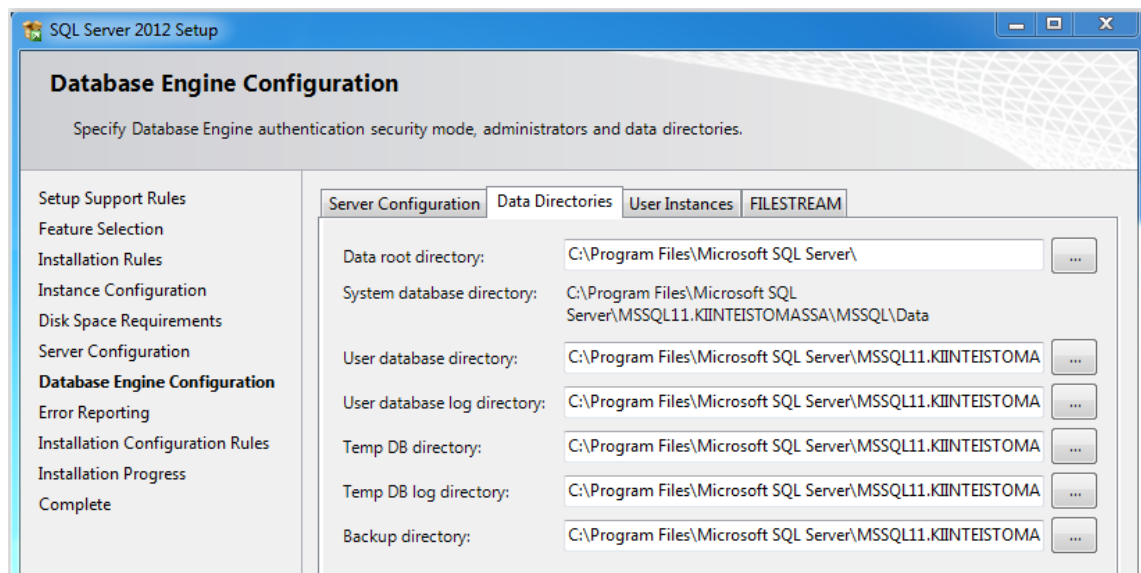 SQL Server 2012 Setup
Database Engine Configuration
Specify Database Engine authentication security mode, administrators and data directories.
Setup Support Rules
Feature Selection
Installation Rules
Instance Configuration
Disk Space Requirements
Server Configuration
Database Engine Configuration
Error Reporting
Installation Configuration Rules
Installation Progress
Complete
Server Configuration Data Directories User Instances FILESTREAM
Data root directory: C:\Program Files\Microsoft SQL Server\ ...
System database directory: C:\Program Files\Microsoft SQL
Server\MSSQL11.KIINTEISTOMASSA\MSSQL\Data
User database directory: C:\Program Files\Microsoft SQL Server\MSSQL11.KIINTEISTOMA ...
User database log directory: C:\Program Files\Microsoft SQL Server\MSSQL11.KIINTEISTOMA ...
Temp DB directory: C:\Program Files\Microsoft SQL Server\MSSQL11.KIINTEISTOMA ...
Temp DB log directory: C:\Program Files\Microsoft SQL Server\MSSQL11.KIINTEISTOMA ...
Backup directory: C:\Program Files\Microsoft SQL Server\MSSQL11.KIINTEISTOMA ...